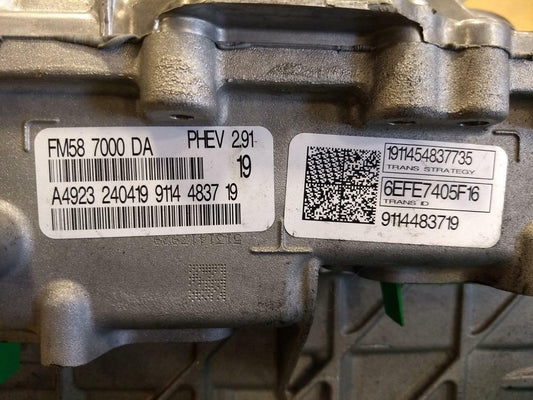 FM58 7000 DA PHEV 2.91
19
A4923 240419 9114 4837 19
1911454837735
TRANS STRATEGY
6EFE7405F16
TRANS ID
9114483719